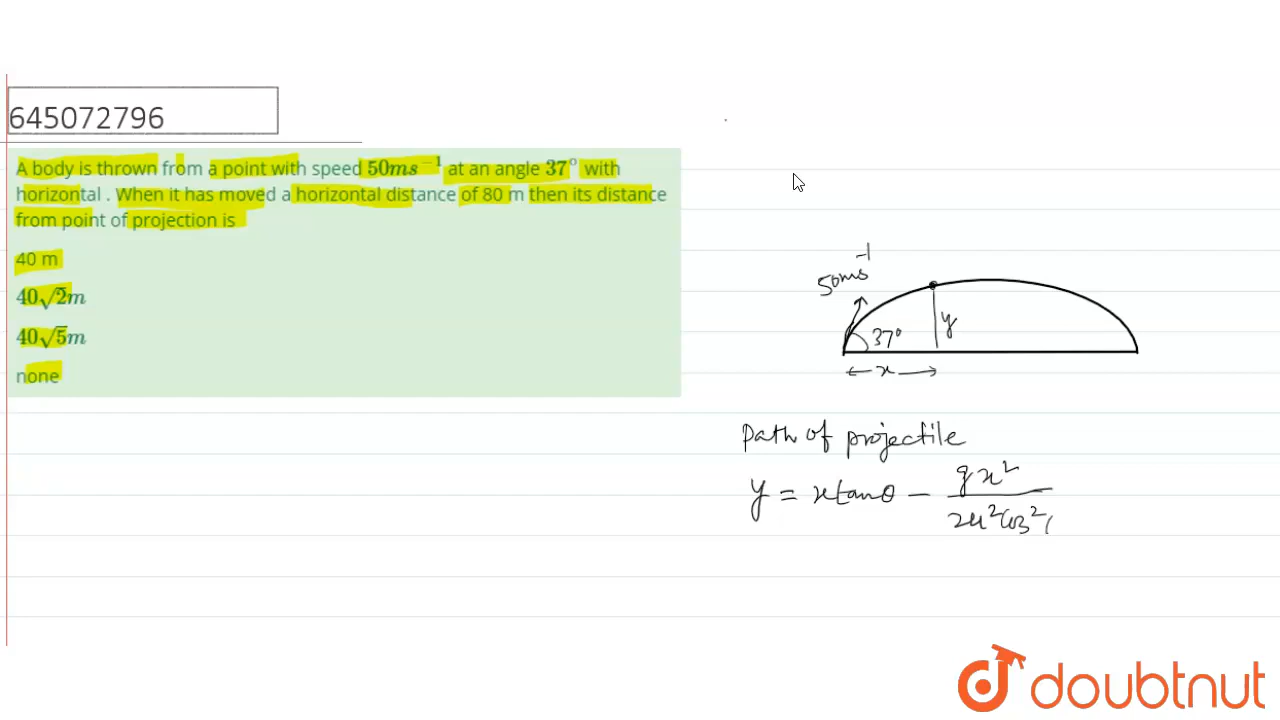 645072796
A body is thrown from a point with speed 50ms⁻¹ at an angle 37° with
horizontal . When it has moved a horizontal distance of 80 m then its distance
from point of projection is
40 m
40√2m
40√5m
none
50ms⁻¹
37°
y
x
Path of projectile
y = xtanθ - gx²/2u²cos²(
doubtnut